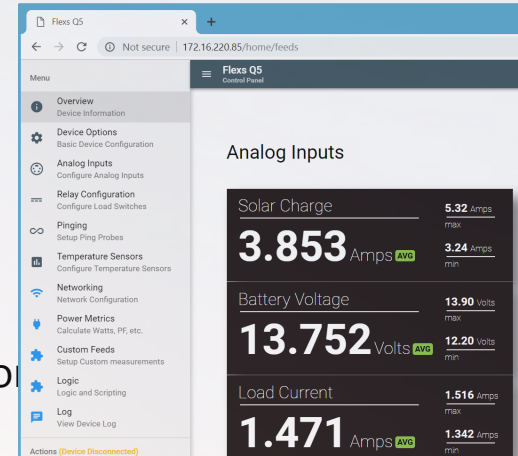 Flexs Q5
Not secure | 172.16.220.85/home/feeds
Menu
Flexs Q5
Control Panel
Overview
Device Information
Device Options
Basic Device Configuration
Analog Inputs
Configure Analog Inputs
Relay Configuration
Configure Load Switches
Pinging
Setup Ping Probes
Temperature Sensors
Configure Temperature Sensors
Networking
Network Configuration
Power Metrics
Calculate Watts, PF, etc.
Custom Feeds
Setup Custom measurements
Logic
Logic and Scripting
Log
View Device Log
Actions (Device Disconnected)
Analog Inputs
Solar Charge
3.853 Amps AVG
5.32 Amps
max
3.24 Amps
min
Battery Voltage
13.752 Volts AVG
13.90 Volts
max
12.20 Volts
min
Load Current
1.471 Amps AVG
1.516 Amps
max
1.342 Amps
min